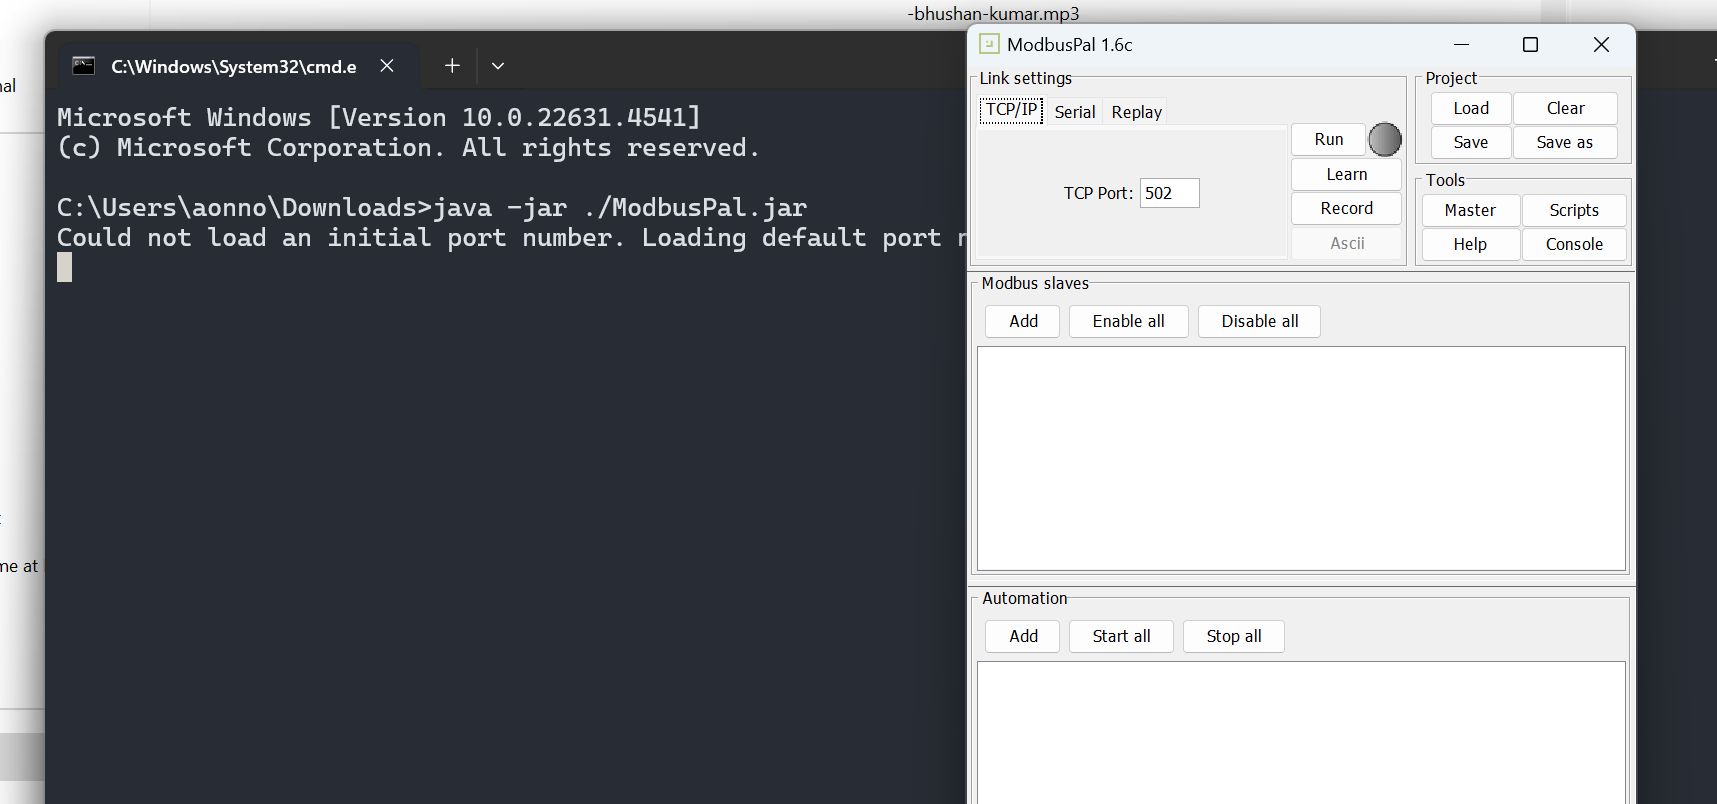 -bhushan-kumar.mp3
C:\Windows\System32\cmd.e
Microsoft Windows [Version 10.0.22631.4541]
(c) Microsoft Corporation. All rights reserved.
C:\Users\aonno\Downloads>java -jar ./ModbusPal.jar
Could not load an initial port number. Loading default port
me at
ModbusPal 1.6c
Link settings
TCP/IP Serial Replay
TCP Port: 502
Run
Learn
Record
Ascii
Project
Load Clear
Save Save as
Tools
Master Scripts
Help Console
Modbus slaves
Add Enable all Disable all
Automation
Add Start all Stop all